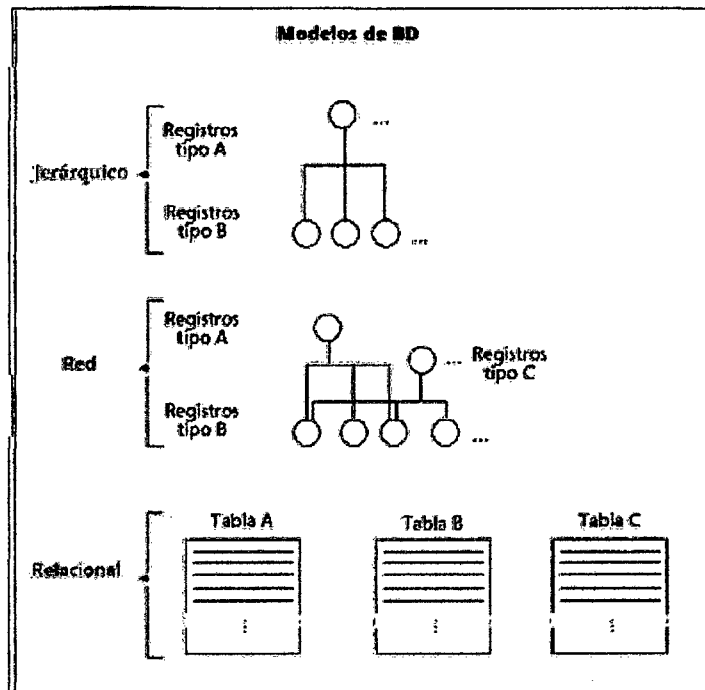 Modelos de BD
Jerárquico
Registros
tipo A
...
Registros
tipo B
...
Red
Registros
tipo A
... Registros
tipo C
Registros
tipo B
...
Relacional
Tabla A
Tabla B
Tabla C